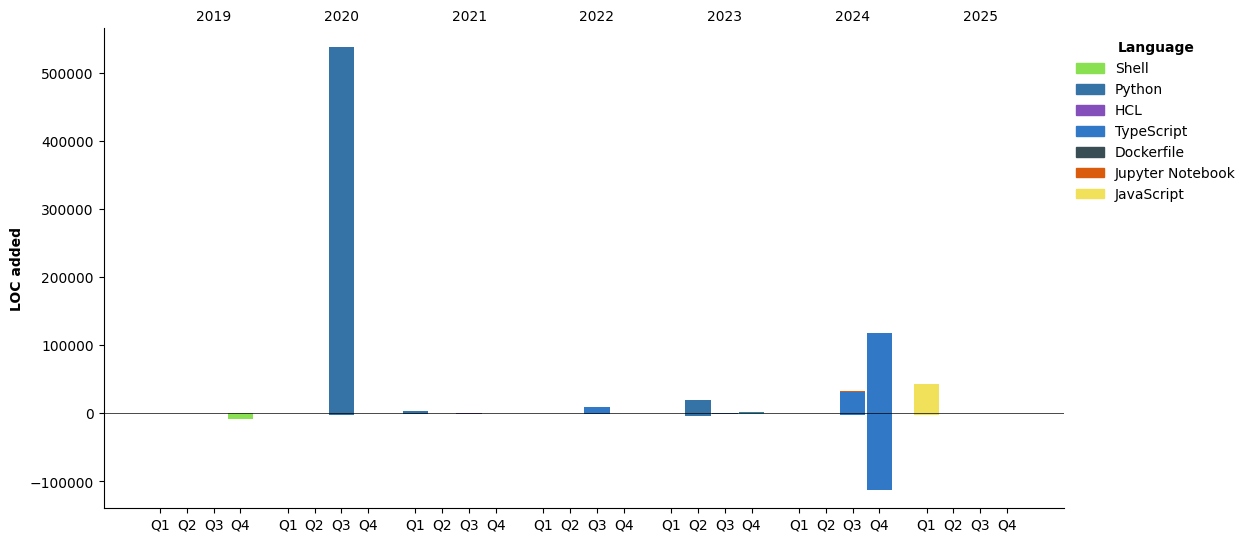 2019 2020 2021 2022 2023 2024 2025
LOC added
500000
400000
300000
200000
100000
0
−100000
Q1 Q2 Q3 Q4 Q1 Q2 Q3 Q4 Q1 Q2 Q3 Q4 Q1 Q2 Q3 Q4 Q1 Q2 Q3 Q4 Q1 Q2 Q3 Q4 Q1 Q2 Q3 Q4
Language
Shell
Python
HCL
TypeScript
Dockerfile
Jupyter Notebook
JavaScript